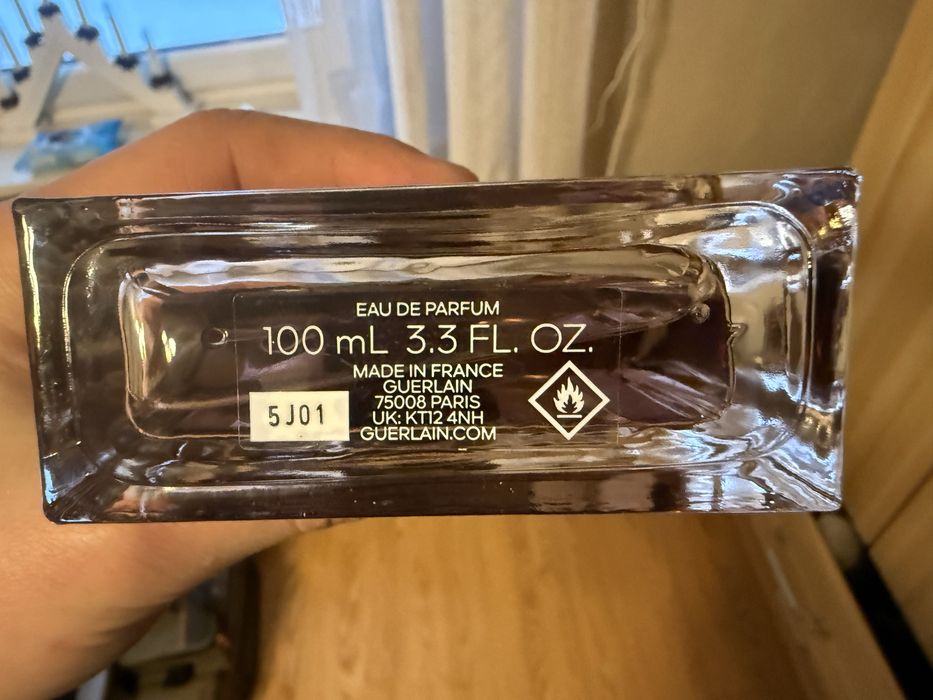 EAU DE PARFUM
100 mL 3.3 FL. OZ.
MADE IN FRANCE
GUERLAIN
75008 PARIS
UK: KT12 4NH
GUERLAIN.COM
5J01